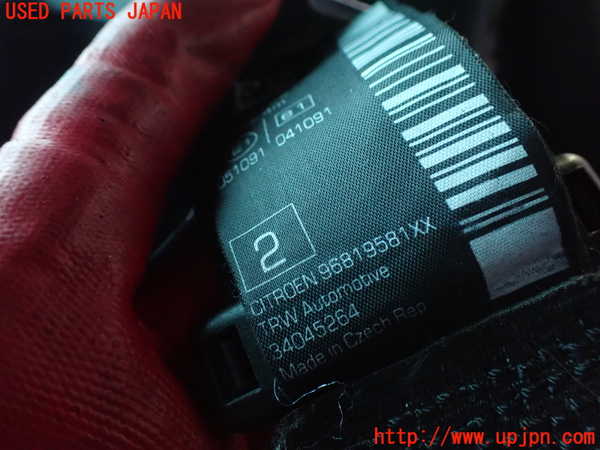 USED PARTS JAPAN
e1
051091 041091
2
CITROEN 96819581XX
TRW Automotive
34045264
Made in Czech Rep
http://www.upjpn.com/